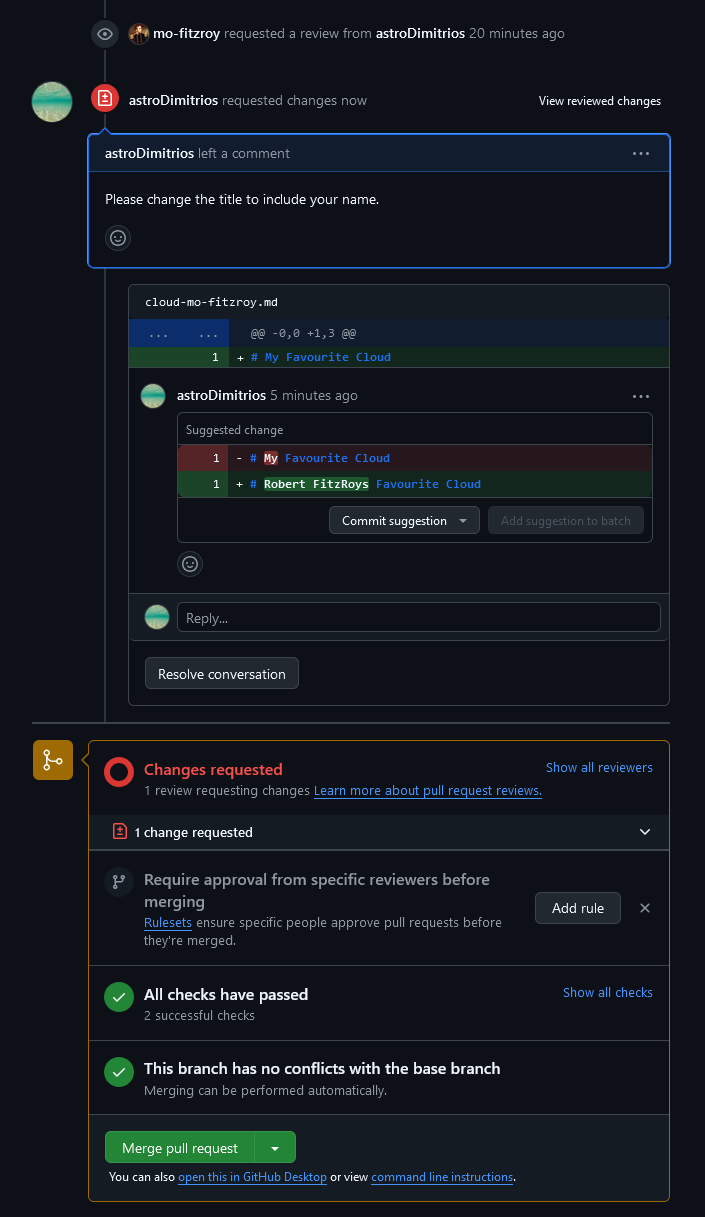 mo-fitzroy requested a review from astroDimitrios 20 minutes ago
astroDimitrios requested changes now
View reviewed changes
astroDimitrios left a comment
Please change the title to include your name.
cloud-mo-fitzroy.md
... ... @@ -0,0 +1,3 @@
1 + # My Favourite Cloud
astroDimitrios 5 minutes ago
Suggested change
1 - # My Favourite Cloud
1 + # Robert FitzRoys Favourite Cloud
Commit suggestion
Add suggestion to batch
Reply...
Resolve conversation
Changes requested
Show all reviewers
1 review requesting changes Learn more about pull request reviews.
1 change requested
Require approval from specific reviewers before
merging
Rulesets ensure specific people approve pull requests before
they're merged.
Add rule
All checks have passed
Show all checks
2 successful checks
This branch has no conflicts with the base branch
Merging can be performed automatically.
Merge pull request
You can also open this in GitHub Desktop or view command line instructions.